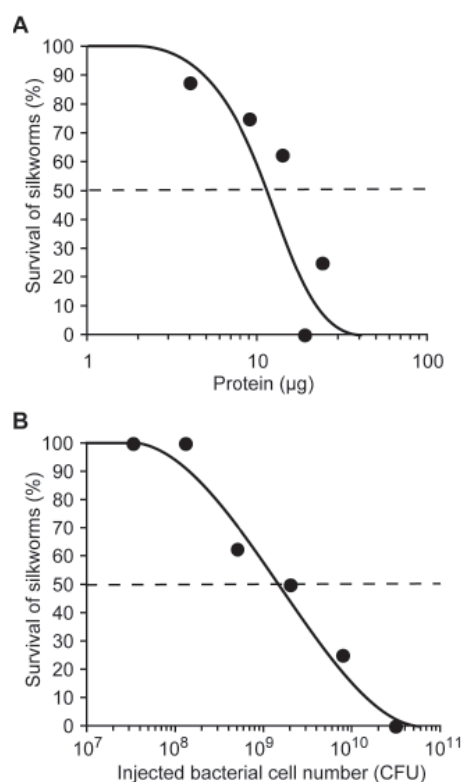 A
Survival of silkworms (%)
100
90
80
70
60
50
40
30
20
10
0
1 10 100
Protein (µg)
B
Survival of silkworms (%)
100
90
80
70
60
50
40
30
20
10
0
10⁷ 10⁸ 10⁹ 10¹⁰ 10¹¹
Injected bacterial cell number (CFU)